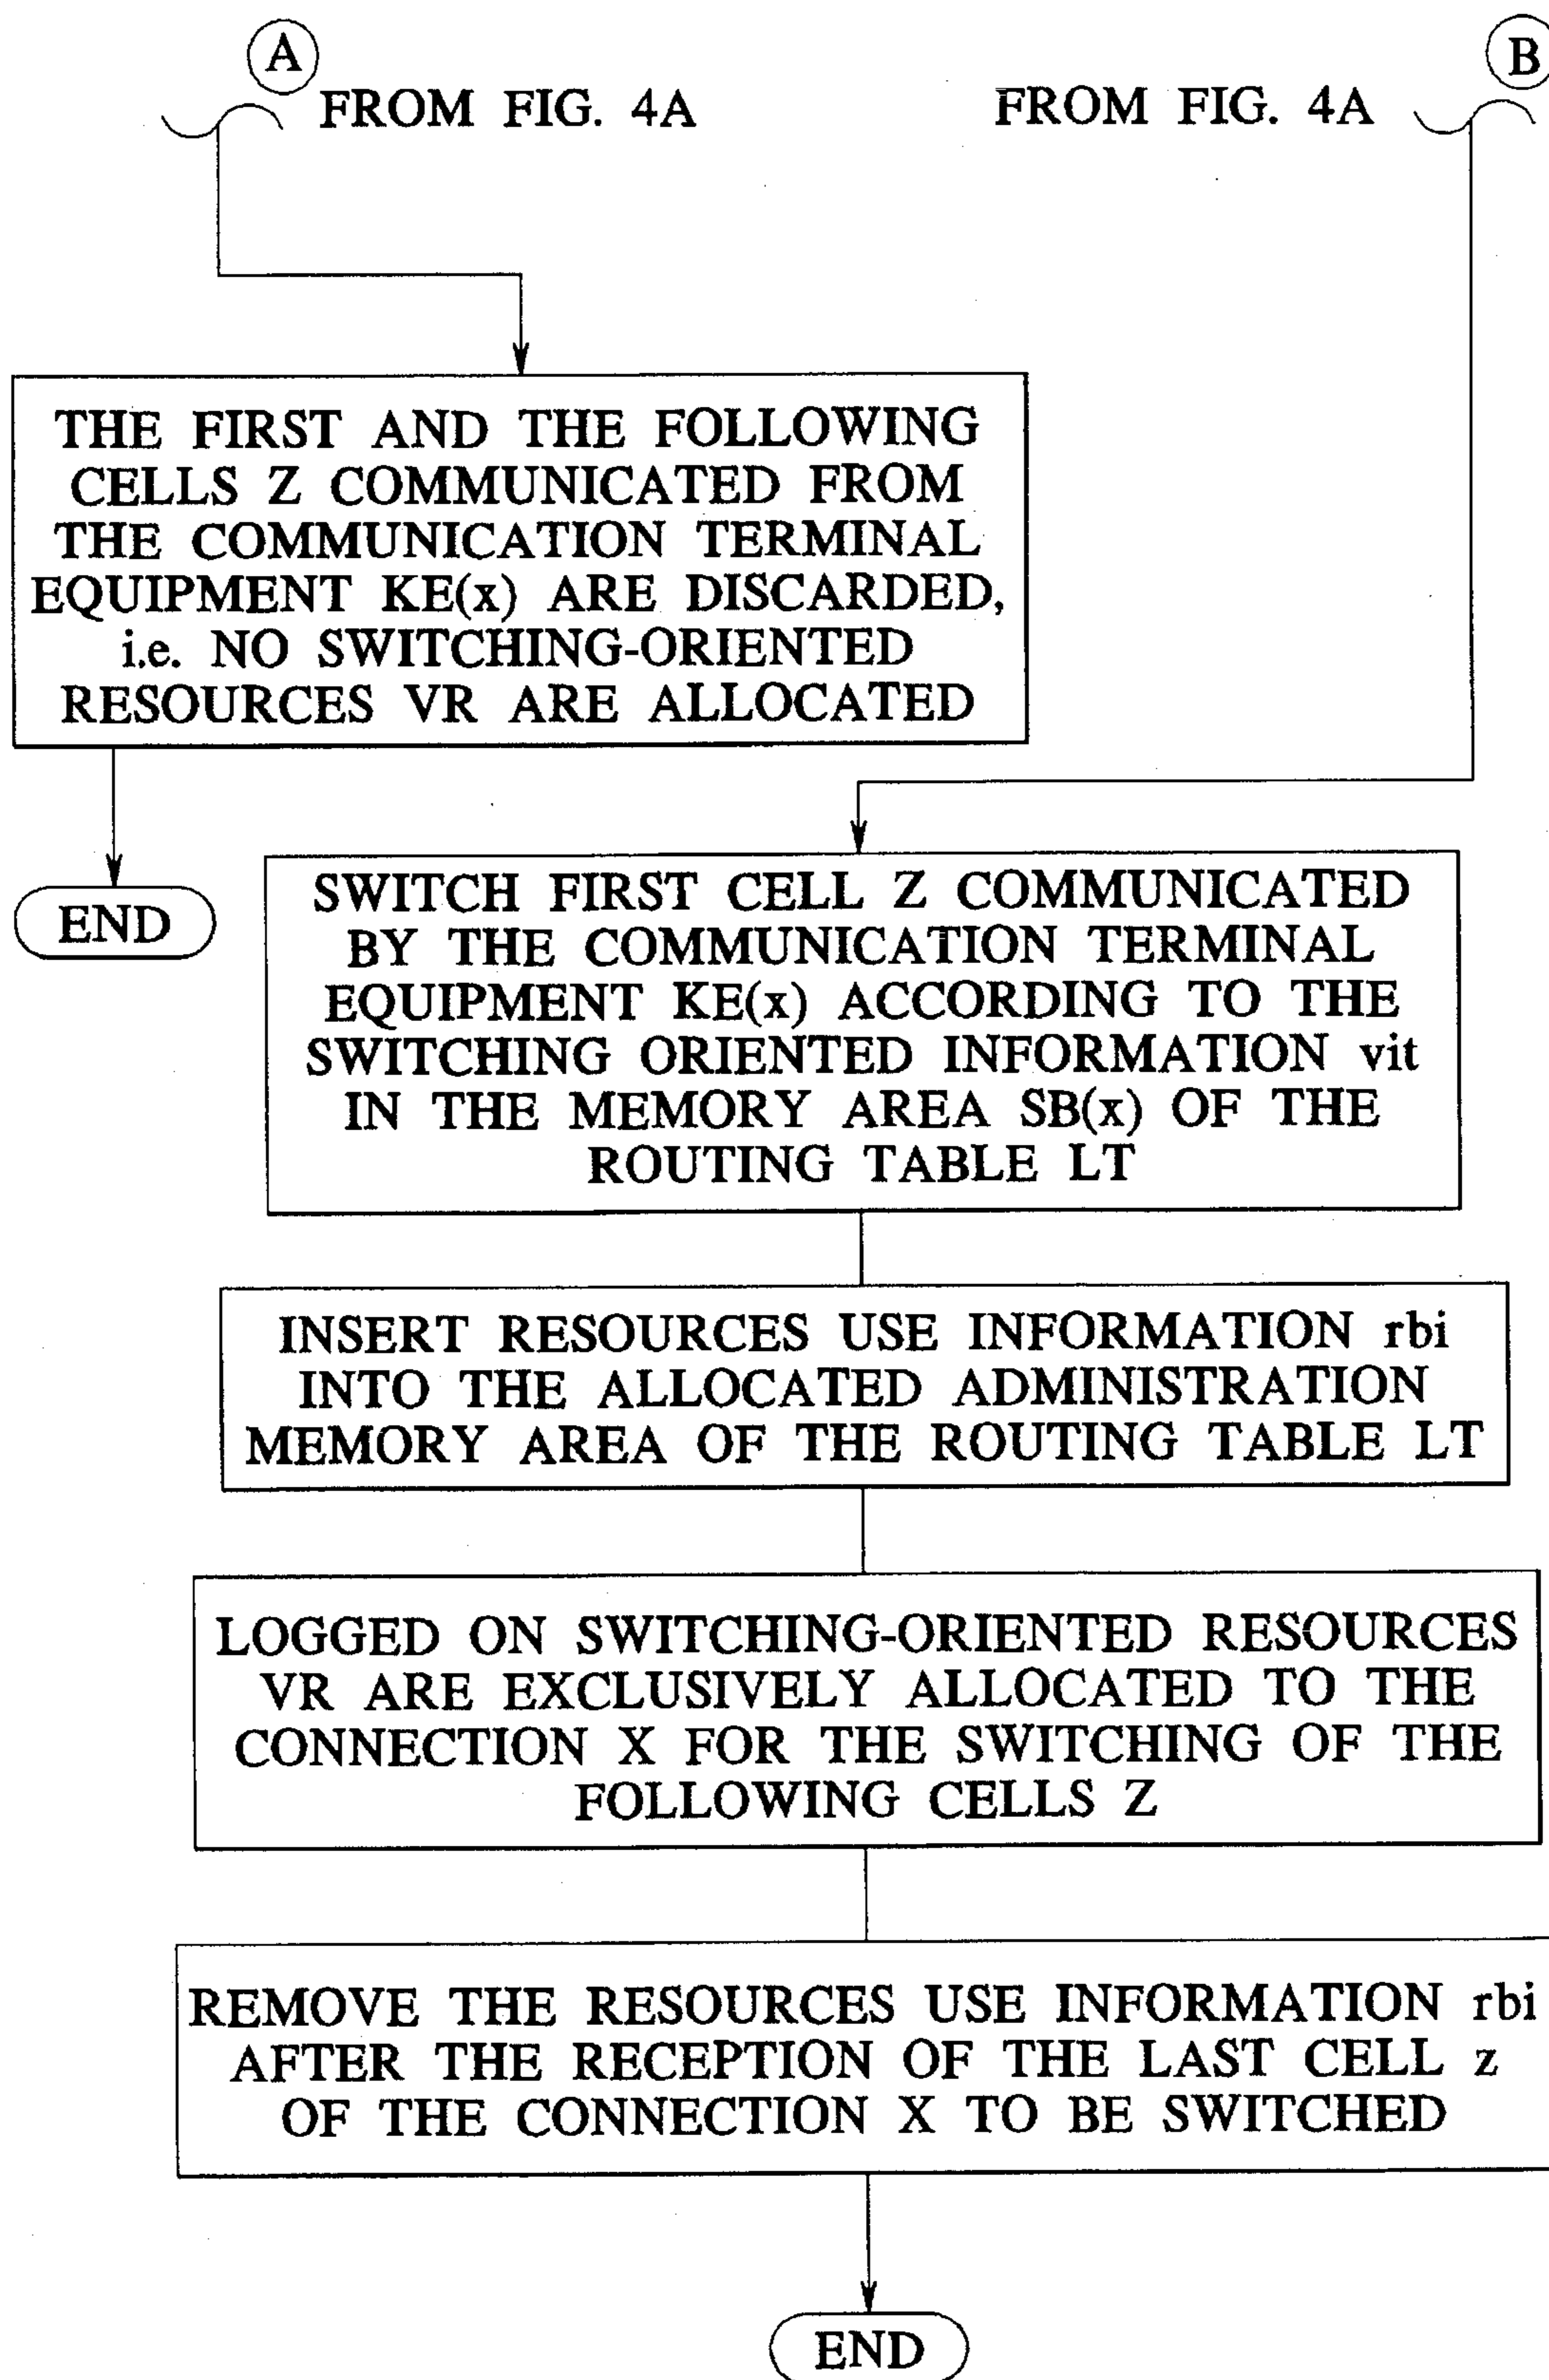 A
FROM FIG. 4A
FROM FIG. 4A
B
THE FIRST AND THE FOLLOWING
CELLS Z COMMUNICATED FROM
THE COMMUNICATION TERMINAL
EQUIPMENT KE(x) ARE DISCARDED,
i.e. NO SWITCHING-ORIENTED
RESOURCES VR ARE ALLOCATED
END
SWITCH FIRST CELL Z COMMUNICATED
BY THE COMMUNICATION TERMINAL
EQUIPMENT KE(x) ACCORDING TO THE
SWITCHING ORIENTED INFORMATION vit
IN THE MEMORY AREA SB(x) OF THE
ROUTING TABLE LT
INSERT RESOURCES USE INFORMATION rbi
INTO THE ALLOCATED ADMINISTRATION
MEMORY AREA OF THE ROUTING TABLE LT
LOGGED ON SWITCHING-ORIENTED RESOURCES
VR ARE EXCLUSIVELY ALLOCATED TO THE
CONNECTION X FOR THE SWITCHING OF THE
FOLLOWING CELLS Z
REMOVE THE RESOURCES USE INFORMATION rbi
AFTER THE RECEPTION OF THE LAST CELL z
OF THE CONNECTION X TO BE SWITCHED
END